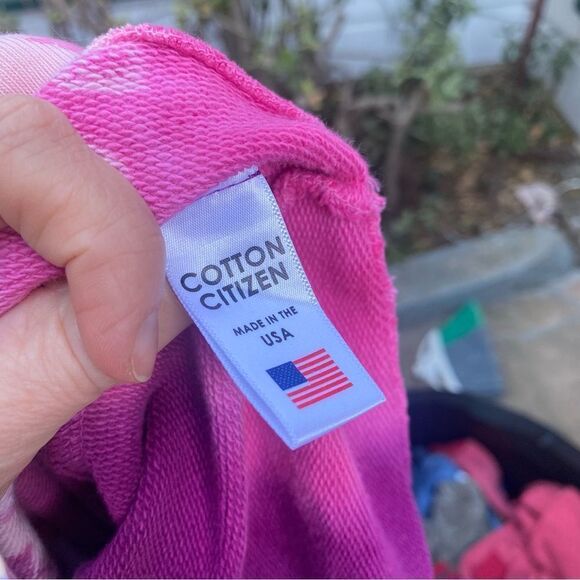 COTTON
CITIZEN
MADE IN THE
USA